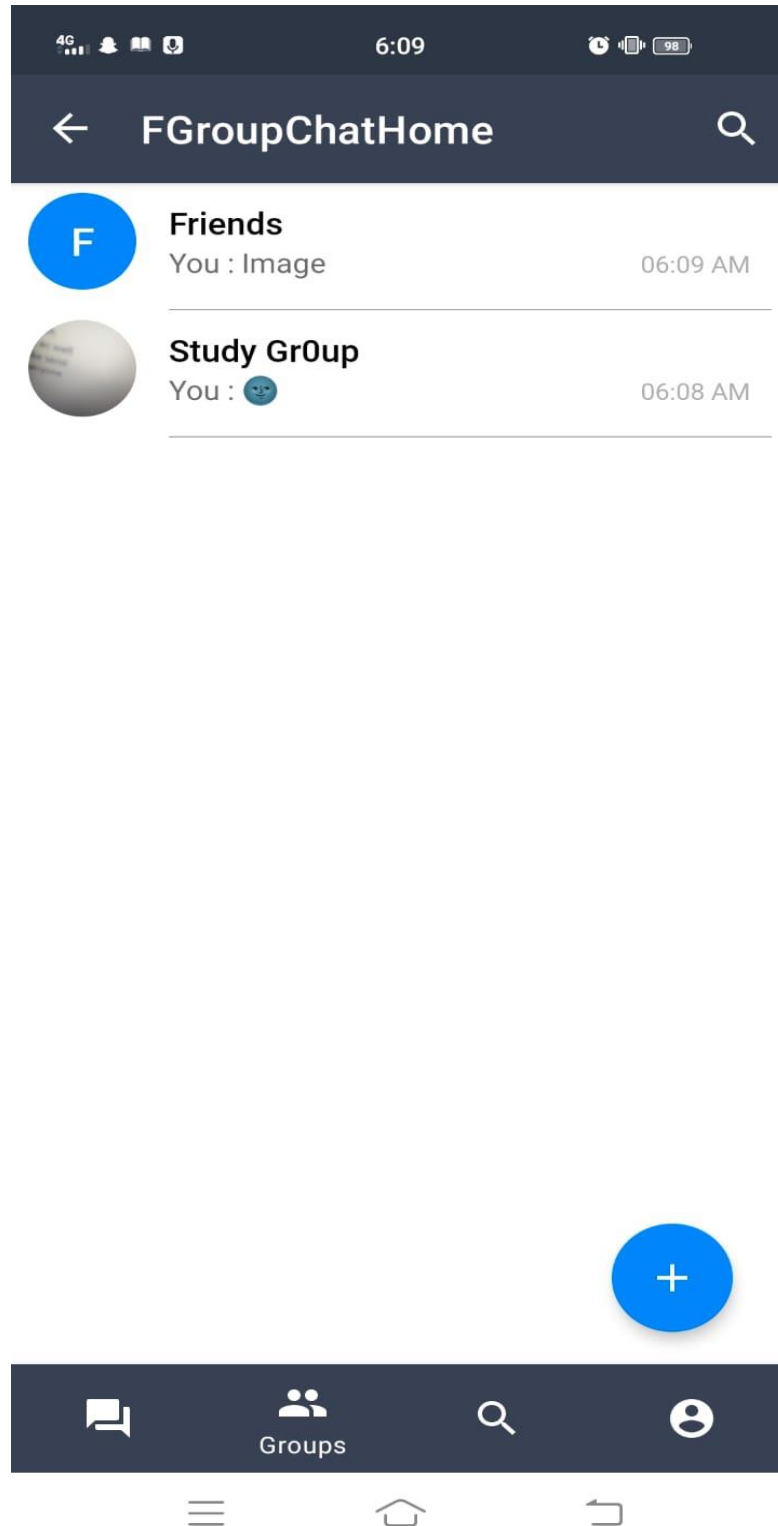 4G 6:09 98
FGroupChatHome
F
Friends
You : Image 06:09 AM
Study Gr0up
You : 🌚 06:08 AM
+
Groups